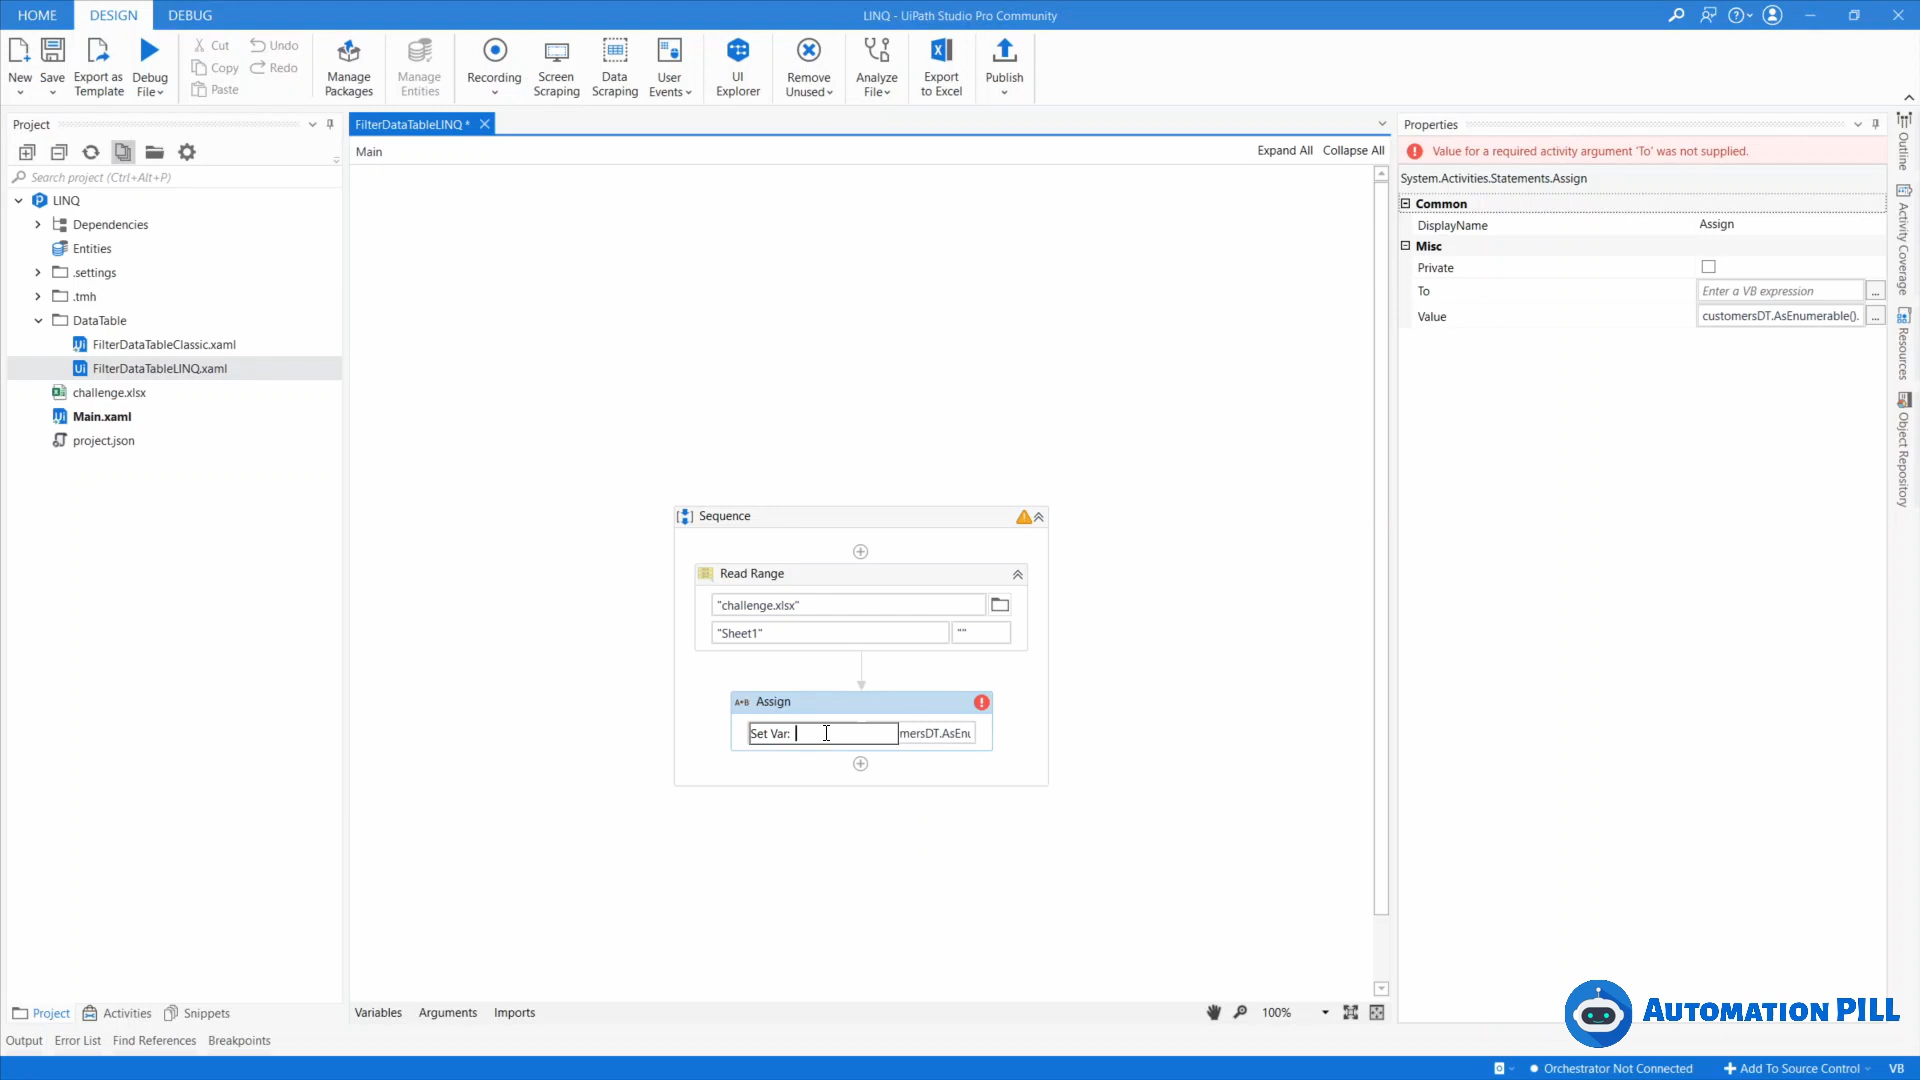 HOME
DESIGN
DEBUG
LINQ - UiPath Studio Pro Community
New
Save
Export as
Template
Debug
File
Cut
Copy
Paste
Undo
Redo
Manage
Packages
Manage
Entities
Recording
Screen
Scraping
Data
Scraping
User
Events
UI
Explorer
Remove
Unused
Analyze
File
Export
to Excel
Publish
Project
Search project (Ctrl+Alt+P)
LINQ
Dependencies
Entities
.settings
.tmh
DataTable
FilterDataTableClassic.xaml
FilterDataTableLINQ.xaml
challenge.xlsx
Main.xaml
project.json
FilterDataTableLINQ *
Main
Expand All
Collapse All
Sequence
Read Range
"challenge.xlsx"
"Sheet1"
""
A+B Assign
Set Var:
mersDT.AsEnu
Properties
Value for a required activity argument 'To' was not supplied.
System.Activities.Statements.Assign
Common
DisplayName
Assign
Misc
Private
To
Enter a VB expression
...
Value
customersDT.AsEnumerable().
...
Outline
Activity Coverage
Resources
Object Repository
Project
Activities
Snippets
Variables
Arguments
Imports
100%
Output
Error List
Find References
Breakpoints
AUTOMATION PILL
Orchestrator Not Connected
Add To Source Control
VB